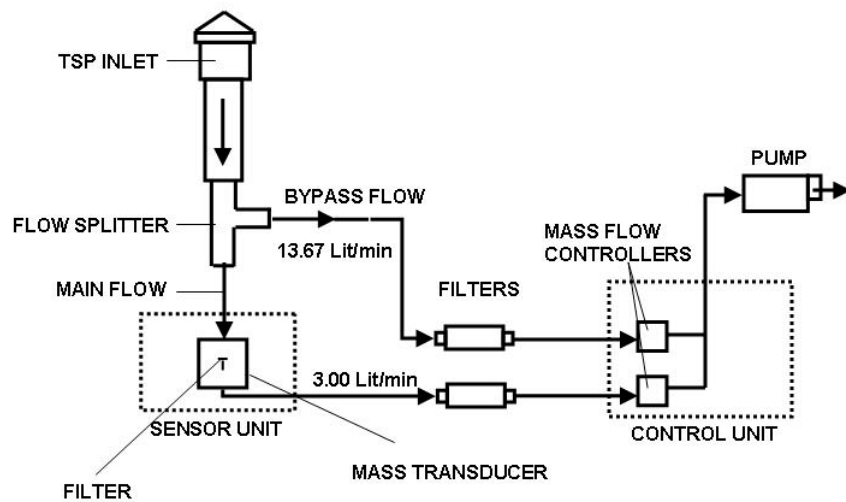 TSP INLET
PUMP
BYPASS FLOW
FLOW SPLITTER
MASS FLOW
CONTROLLERS
13.67 Lit/min
MAIN FLOW
FILTERS
T
3.00 Lit/min
SENSOR UNIT
CONTROL UNIT
MASS TRANSDUCER
FILTER